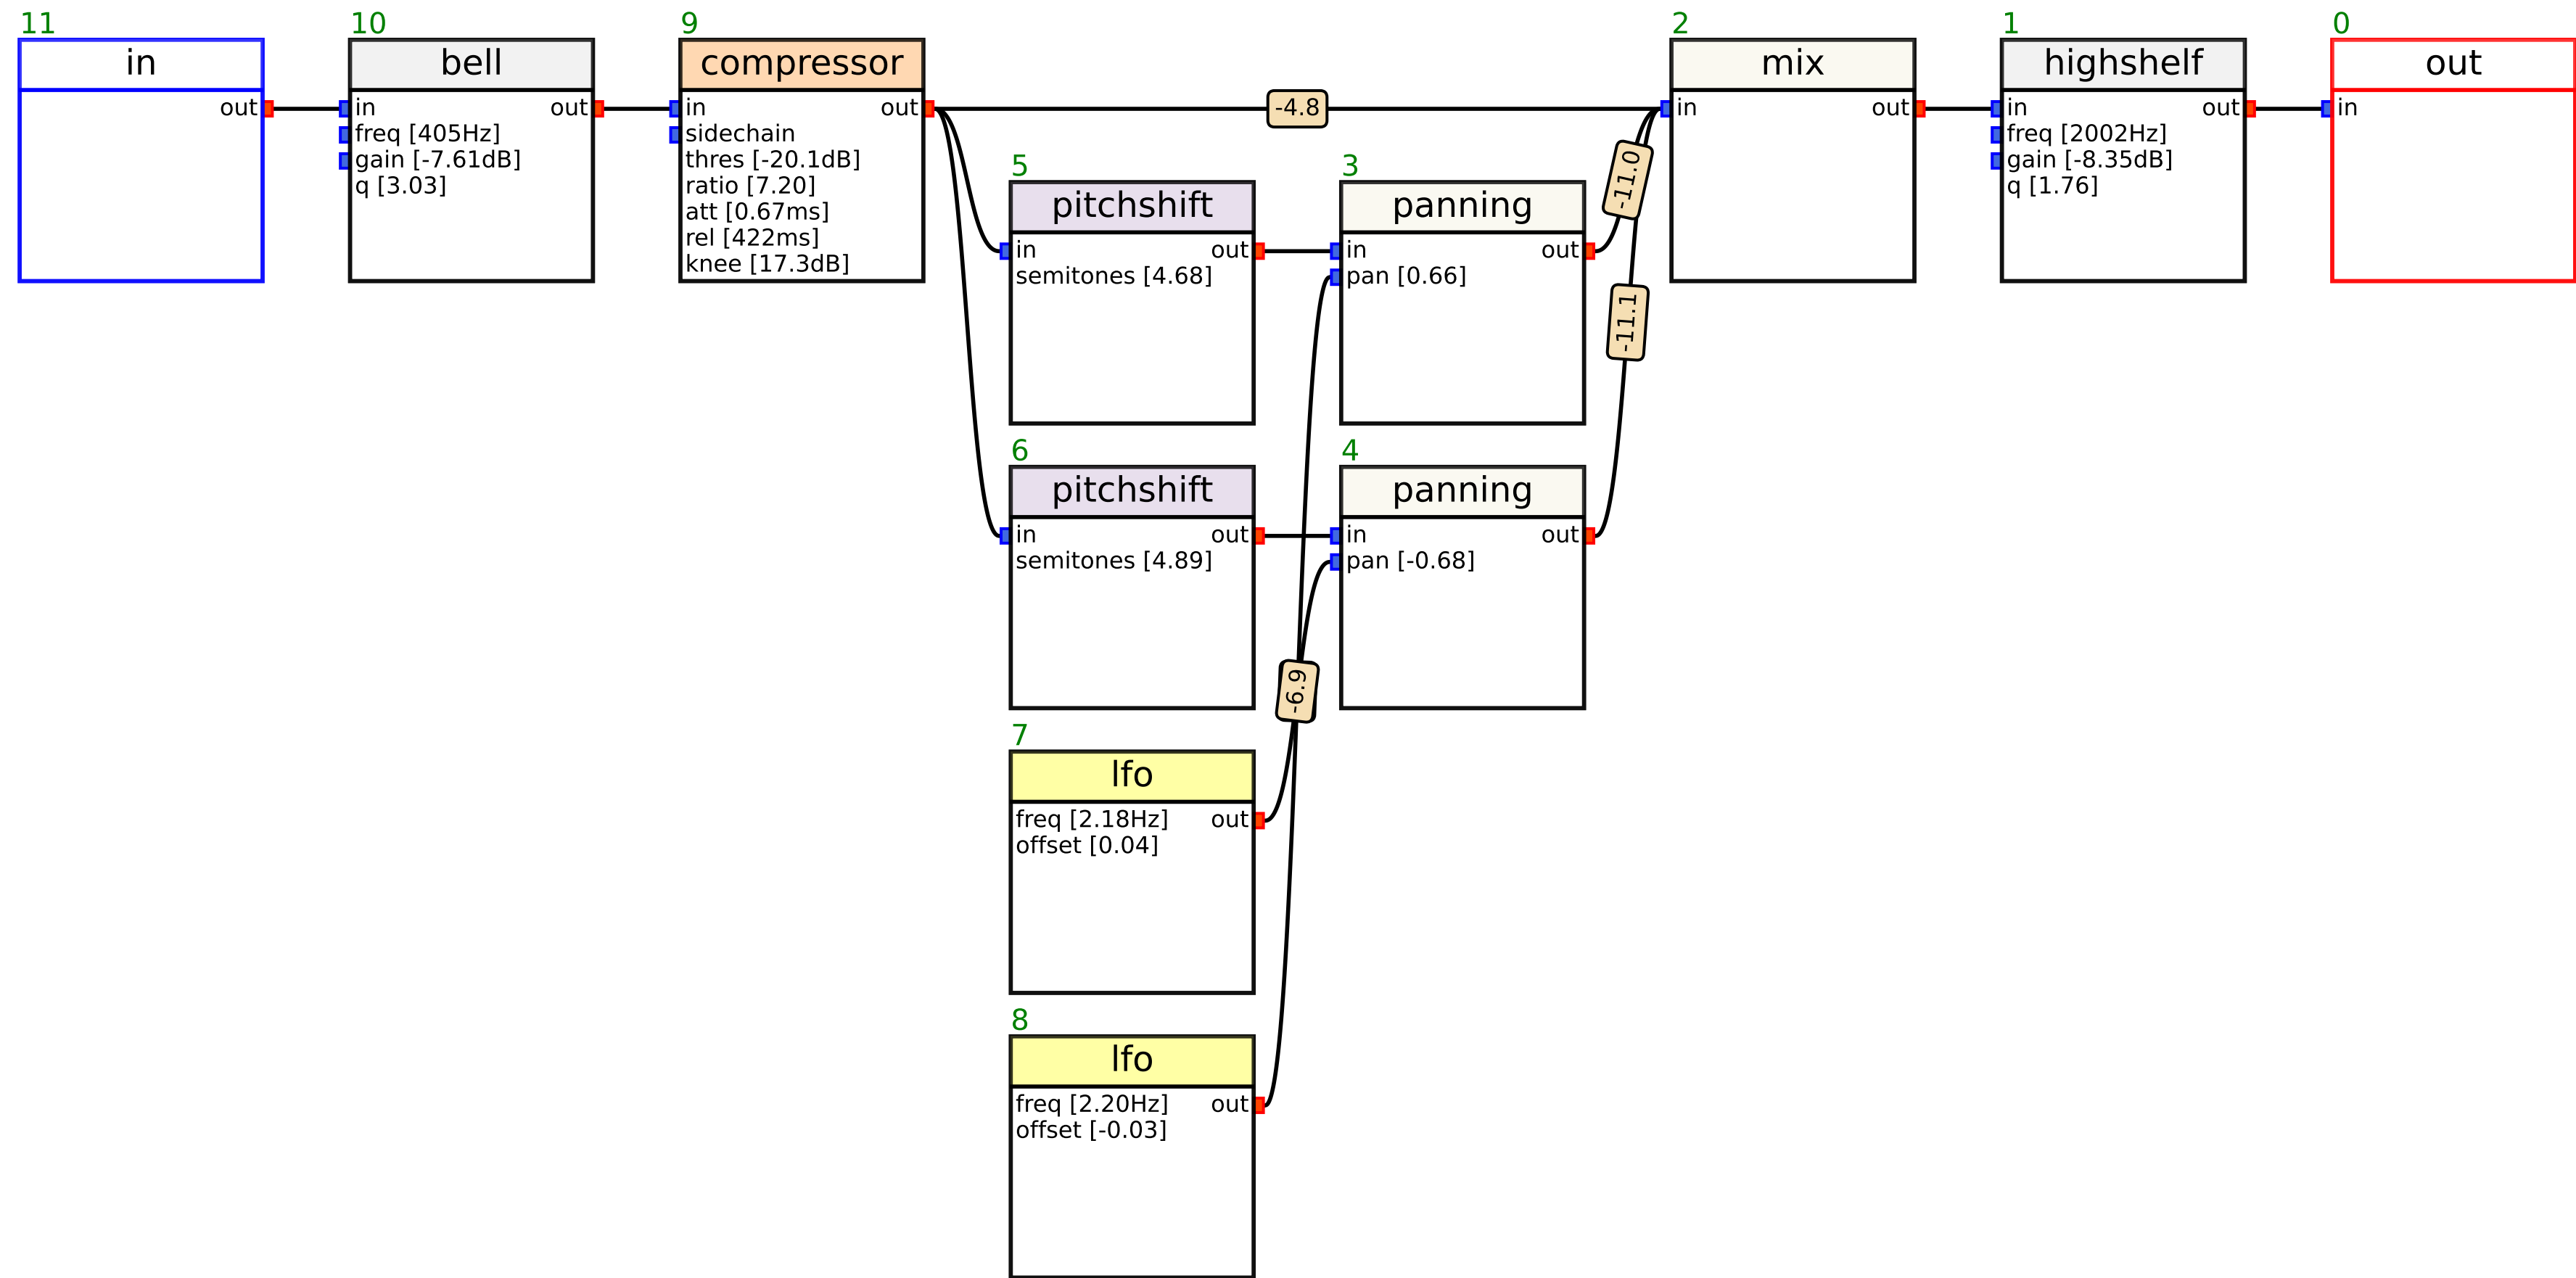 11
in
out
10
bell
in out
freq [405Hz]
gain [-7.61dB]
q [3.03]
9
compressor
in out
sidechain
thres [-20.1dB]
ratio [7.20]
att [0.67ms]
rel [422ms]
knee [17.3dB]
-4.8
5
pitchshift
in out
semitones [4.68]
3
panning
in out
pan [0.66]
-11.0
-11.1
6
pitchshift
in out
semitones [4.89]
4
panning
in out
pan [-0.68]
-6.9
7
lfo
freq [2.18Hz] out
offset [0.04]
8
lfo
freq [2.20Hz] out
offset [-0.03]
2
mix
in out
1
highshelf
in out
freq [2002Hz]
gain [-8.35dB]
q [1.76]
0
out
in